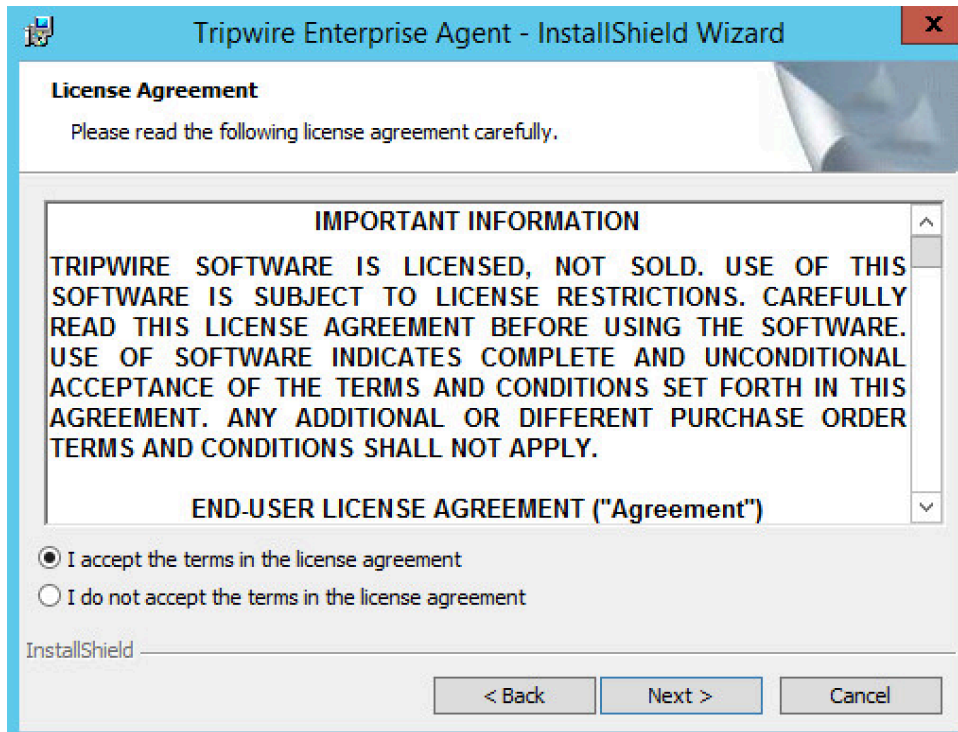 Tripwire Enterprise Agent - InstallShield Wizard
x
License Agreement
Please read the following license agreement carefully.
IMPORTANT INFORMATION
TRIPWIRE SOFTWARE IS LICENSED, NOT SOLD. USE OF THIS
SOFTWARE IS SUBJECT TO LICENSE RESTRICTIONS. CAREFULLY
READ THIS LICENSE AGREEMENT BEFORE USING THE SOFTWARE.
USE OF SOFTWARE INDICATES COMPLETE AND UNCONDITIONAL
ACCEPTANCE OF THE TERMS AND CONDITIONS SET FORTH IN THIS
AGREEMENT. ANY ADDITIONAL OR DIFFERENT PURCHASE ORDER
TERMS AND CONDITIONS SHALL NOT APPLY.
END-USER LICENSE AGREEMENT ("Agreement")
I accept the terms in the license agreement
I do not accept the terms in the license agreement
InstallShield
< Back
Next >
Cancel